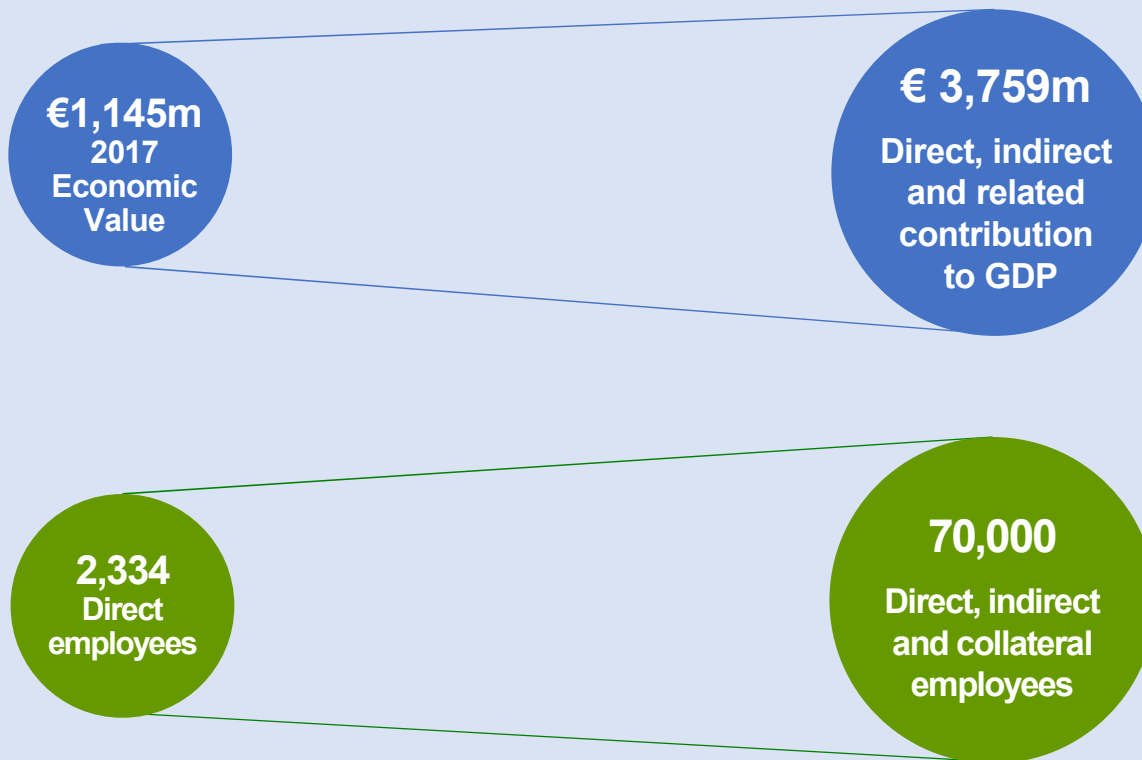 €1,145m
2017
Economic
Value
€ 3,759m
Direct, indirect
and related
contribution
to GDP
2,334
Direct
employees
70,000
Direct, indirect
and collateral
employees